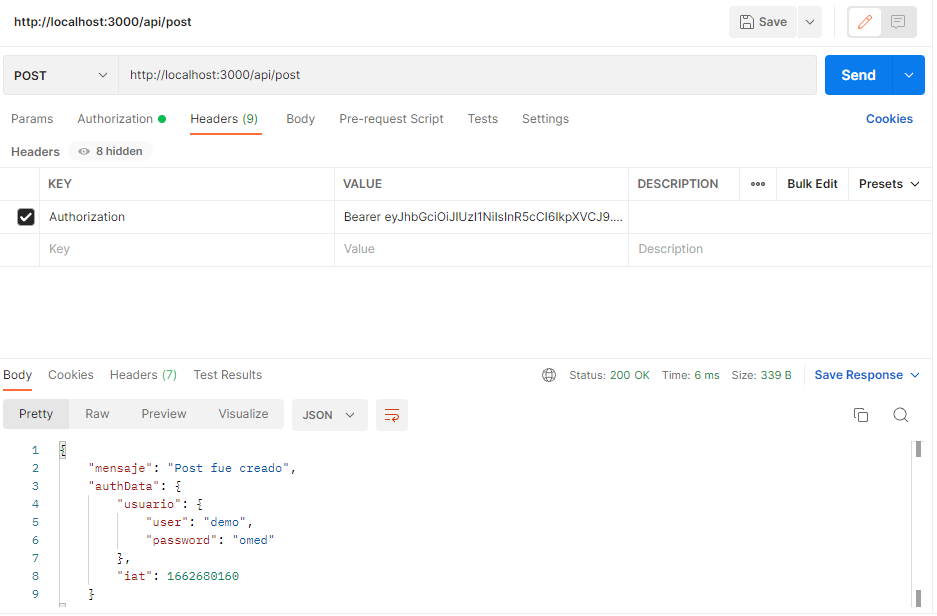 http://localhost:3000/api/post
Save
POST
http://localhost:3000/api/post
Send
Params Authorization Headers (9) Body Pre-request Script Tests Settings Cookies
Headers 8 hidden
KEY VALUE DESCRIPTION ••• Bulk Edit Presets
Authorization Bearer eyJhbGciOiJIUzI1NiIsInR5cCI6IkpXVCJ9....
Key Value Description
Body Cookies Headers (7) Test Results Status: 200 OK Time: 6 ms Size: 339 B Save Response
Pretty Raw Preview Visualize JSON
1 {
2 "mensaje": "Post fue creado",
3 "authData": {
4 "usuario": {
5 "user": "demo",
6 "password": "omed"
7 },
8 "iat": 1662680160
9 }